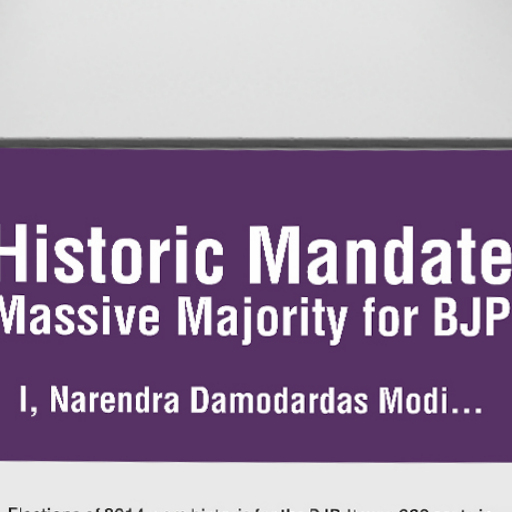 Historic Mandate
Massive Majority for BJP
I, Narendra Damodardas Modi...